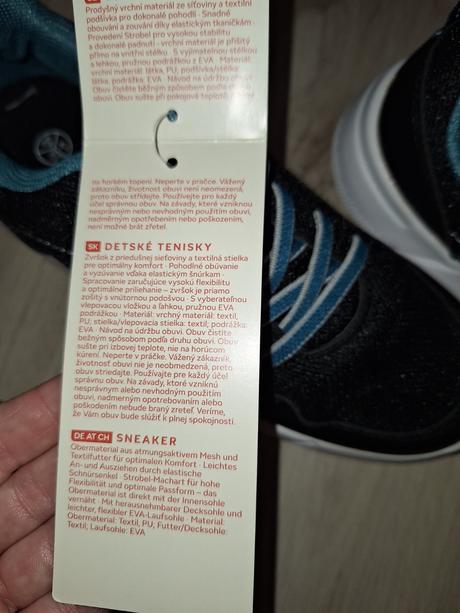 Prodyšný vrchní materiál ze síťoviny a textilní
podšívka pro dokonalé pohodlí - Snadné
obouvání a zouvání díky elastickým tkaničkám -
Provedení Strobel pro vysokou stabilitu
a dokonalé padnutí - vrchní materiál je přišitý
přímo na vnitřní stélku - S vyjímatelnou stélkou
a lehkou, pružnou podrážkou z EVA - Materiál:
vrchní materiál: látka, PU; podšívka/stélka:
látka, podrážka: EVA - Návod na údržbu obuvi:
Obuv čistěte běžným způsobem podle druhu
obuvi. Obuv sušte při pokojové teplotě,
na horkém topení. Neperte v pračce. Vážený
zákazníku, životnost obuvi není neomezená,
proto obuv střídejte. Používejte pro každý
účel správnou obuv. Na závady, které vzniknou
nesprávným nebo nevhodným použitím obuvi,
nadměrným opotřebením nebo poškozením,
není možné brát zřetel.
SK DETSKÉ TENISKY
Zvršok z priedušnej sieťoviny a textilná stielka
pre optimálny komfort - Pohodlné obúvanie
a vyzúvanie vďaka elastickým šnúrkam -
Spracovanie zaručujúce vysokú flexibilitu
a optimálne priliehanie – zvršok je priamo
zošitý s vnútornou podošvou - S vyberateľnou
vlepovacou vložkou a ľahkou, pružnou EVA
podrážkou - Materiál: vrchný materiál: textil,
PU; stielka/vlepovacia stielka: textil; podrážka:
EVA - Návod na údržbu obuvi. Obuv čistite
bežným spôsobom podľa druhu obuvi. Obuv
sušte pri izbovej teplote, nie na horúcom
kúrení. Neperte v práčke. Vážený zákazník,
životnosť obuvi nie je neobmedzená, preto
obuv striedajte. Používajte pre každý účel
správnu obuv. Na závady, ktoré vzniknú
nesprávnym alebo nevhodným použitím
obuvi, nadmerným opotrebovaním alebo
poškodením nebude braný zreteľ. Veríme,
že Vám obuv bude slúžiť k plnej spokojnosti.
DE AT CH SNEAKER
Obermaterial aus atmungsaktivem Mesh und
Textilfutter für optimalen Komfort - Leichtes
An- und Ausziehen durch elastische
Schnürsenkel - Strobel-Machart für hohe
Flexibilität und optimale Passform – das
Obermaterial ist direkt mit der Innensohle
vernäht - Mit herausnehmbarer Decksohle und
leichter, flexibler EVA-Laufsohle - Material:
Obermaterial: Textil, PU; Futter/Decksohle:
Textil; Laufsohle: EVA